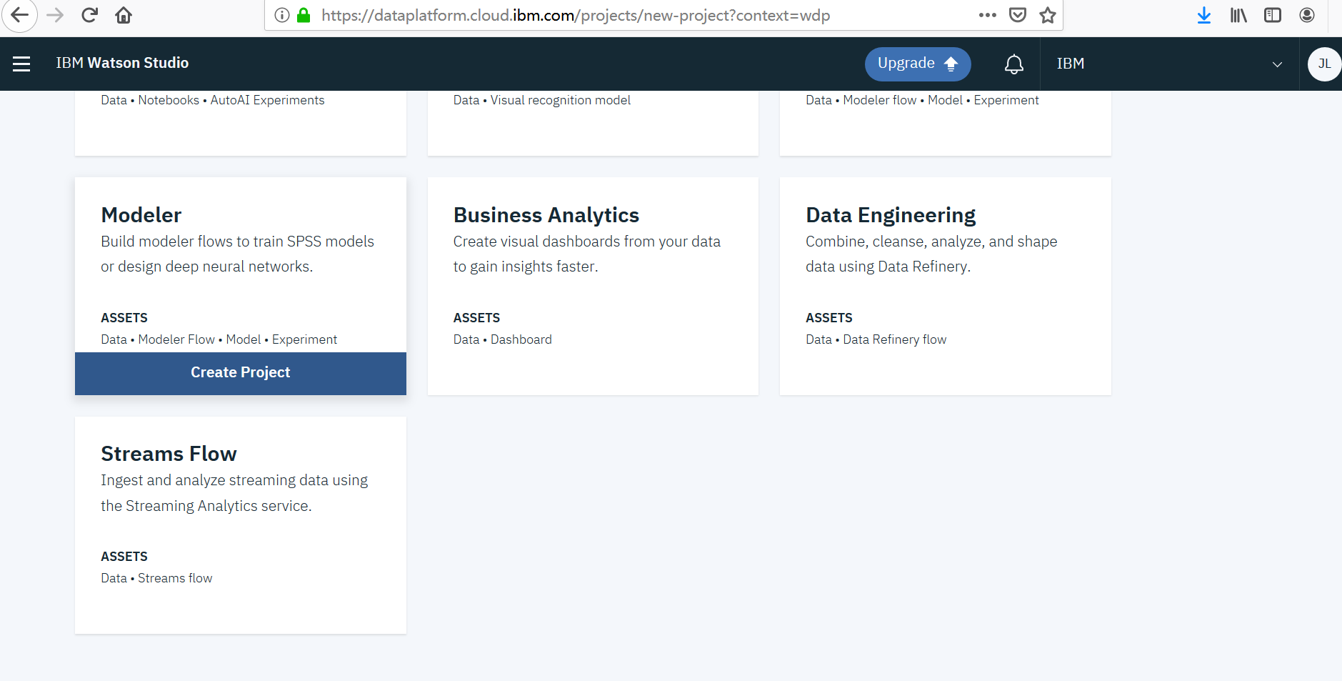 https://dataplatform.cloud.ibm.com/projects/new-project?context=wdp
IBM Watson Studio
Upgrade
IBM
JL
Data • Notebooks • AutoAI Experiments
Data • Visual recognition model
Data • Modeler flow • Model • Experiment
Modeler
Build modeler flows to train SPSS models
or design deep neural networks.
ASSETS
Data • Modeler Flow • Model • Experiment
Create Project
Business Analytics
Create visual dashboards from your data
to gain insights faster.
ASSETS
Data • Dashboard
Data Engineering
Combine, cleanse, analyze, and shape
data using Data Refinery.
ASSETS
Data • Data Refinery flow
Streams Flow
Ingest and analyze streaming data using
the Streaming Analytics service.
ASSETS
Data • Streams flow